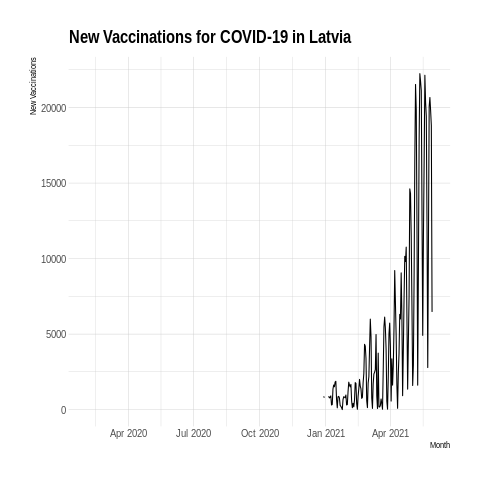 New Vaccinations for COVID-19 in Latvia
New Vaccinations
20000
15000
10000
5000
0
Apr 2020 Jul 2020 Oct 2020 Jan 2021 Apr 2021
Month